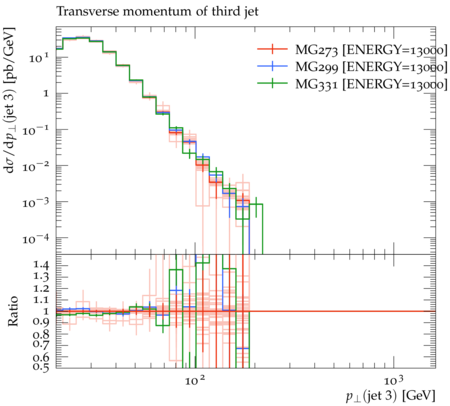 Transverse momentum of third jet
dσ/dp⊥(jet 3) [pb/GeV]
10¹
1
10⁻¹
10⁻²
10⁻³
10⁻⁴
MG273 [ENERGY=13000]
MG299 [ENERGY=13000]
MG331 [ENERGY=13000]
Ratio
1.4
1.3
1.2
1.1
1
0.9
0.8
0.7
0.6
0.5
10²
10³
p⊥(jet 3) [GeV]